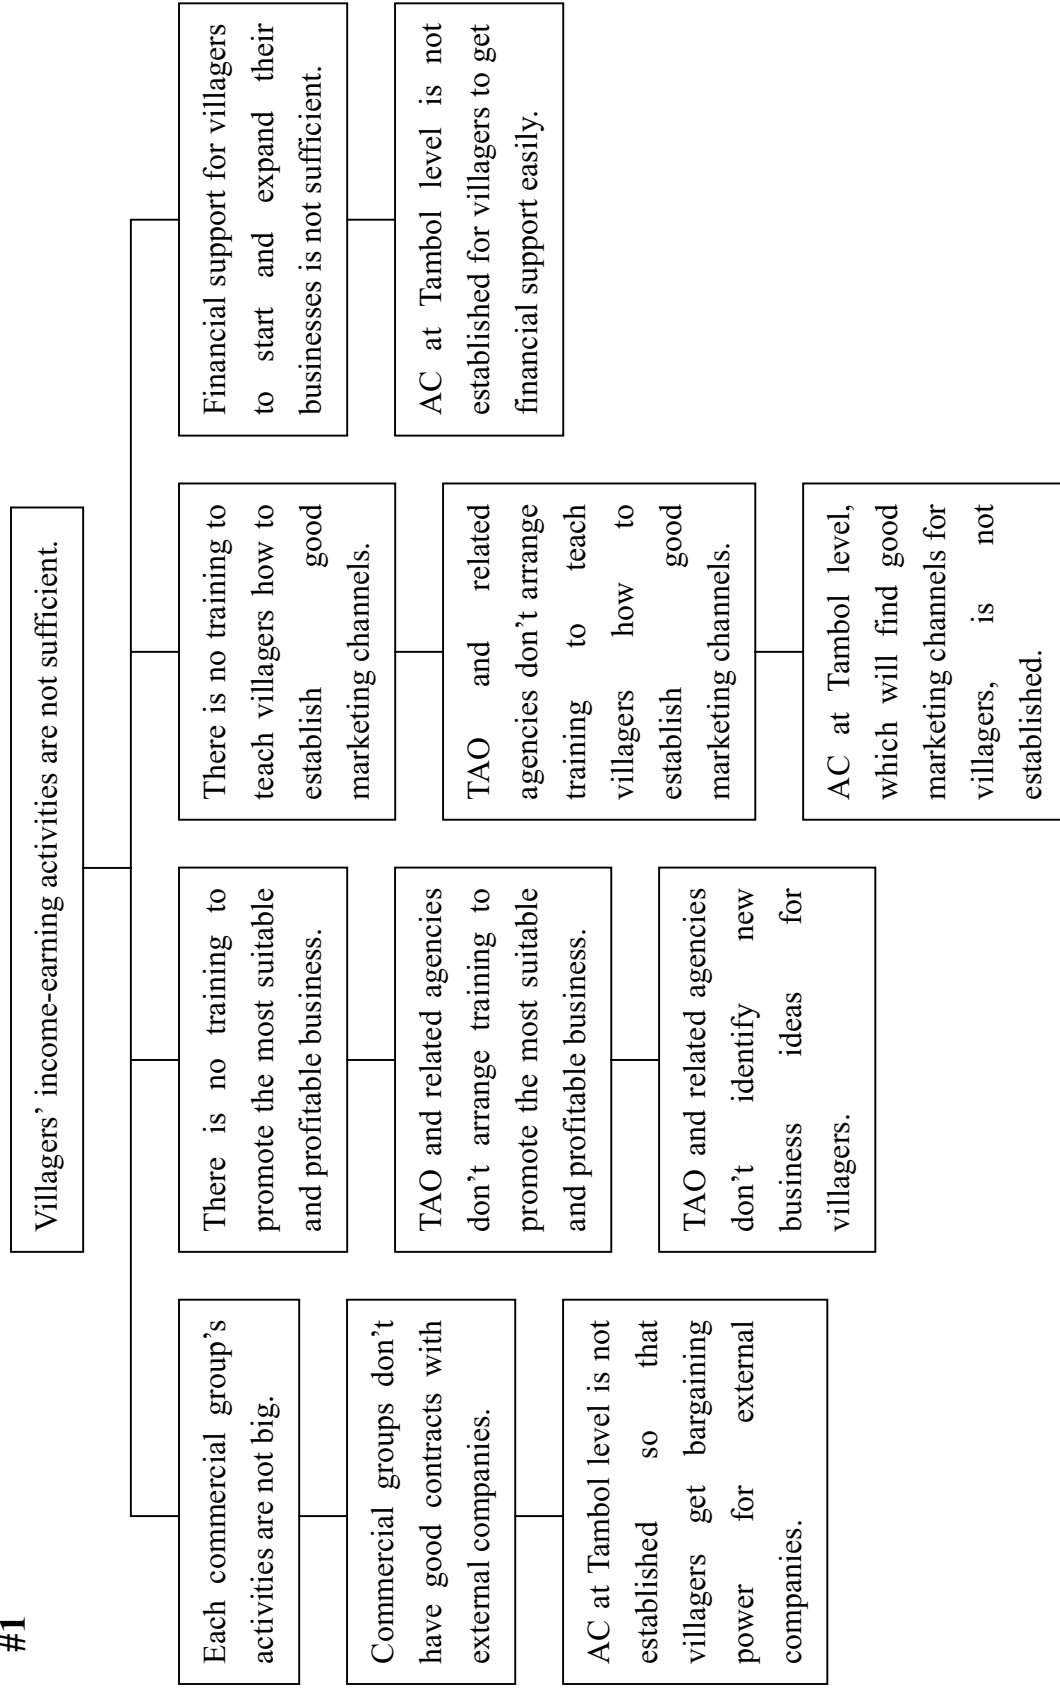 #1
Villagers’ income-earning activities are not sufficient.
Each commercial group’s
activities are not big.
Commercial groups don’t
have good contracts with
external companies.
AC at Tambol level is not
established so that
villagers get bargaining
power for external
companies.
There is no training to
promote the most suitable
and profitable business.
TAO and related agencies
don’t arrange training to
promote the most suitable
and profitable business.
TAO and related agencies
don’t identify new
business ideas for
villagers.
There is no training to
teach villagers how to
establish good
marketing channels.
TAO and related
agencies don’t arrange
training to teach
villagers how to
establish good
marketing channels.
AC at Tambol level,
which will find good
marketing channels for
villagers, is not
established.
Financial support for villagers
to start and expand their
businesses is not sufficient.
AC at Tambol level is not
established for villagers to get
financial support easily.